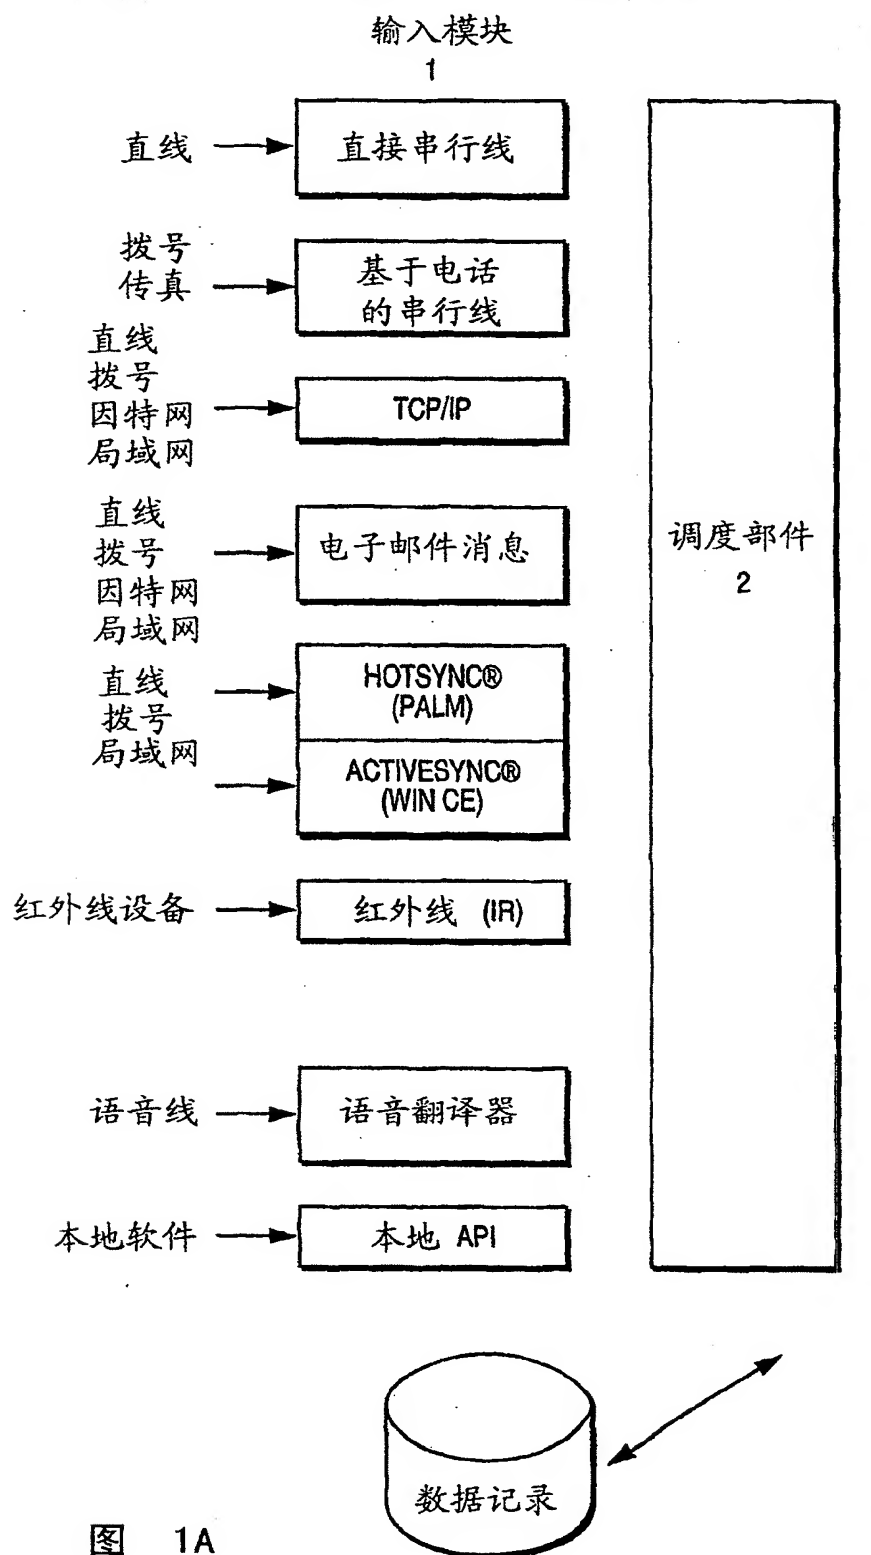 输入模块
1
直线
直接串行线
拨号
传真
基于电话
的串行线
直线
拨号
因特网
局域网
TCP/IP
直线
拨号
因特网
局域网
电子邮件消息
调度部件
2
直线
拨号
局域网
HOTSYNC®
(PALM)
ACTIVESYNC®
(WIN CE)
红外线设备
红外线 (IR)
语音线
语音翻译器
本地软件
本地 API
数据记录
图 1A